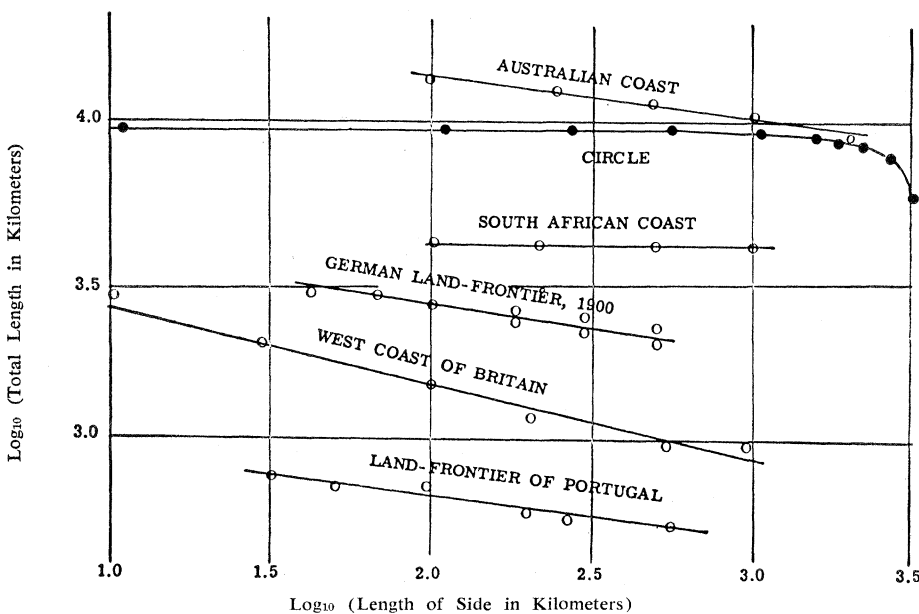 AUSTRALIAN COAST
4.0
CIRCLE
SOUTH AFRICAN COAST
GERMAN LAND-FRONTIER, 1900
3.5
WEST COAST OF BRITAIN
3.0
LAND-FRONTIER OF PORTUGAL
1.0 1.5 2.0 2.5 3.0 3.5
Log₁₀ (Total Length in Kilometers)
Log₁₀ (Length of Side in Kilometers)